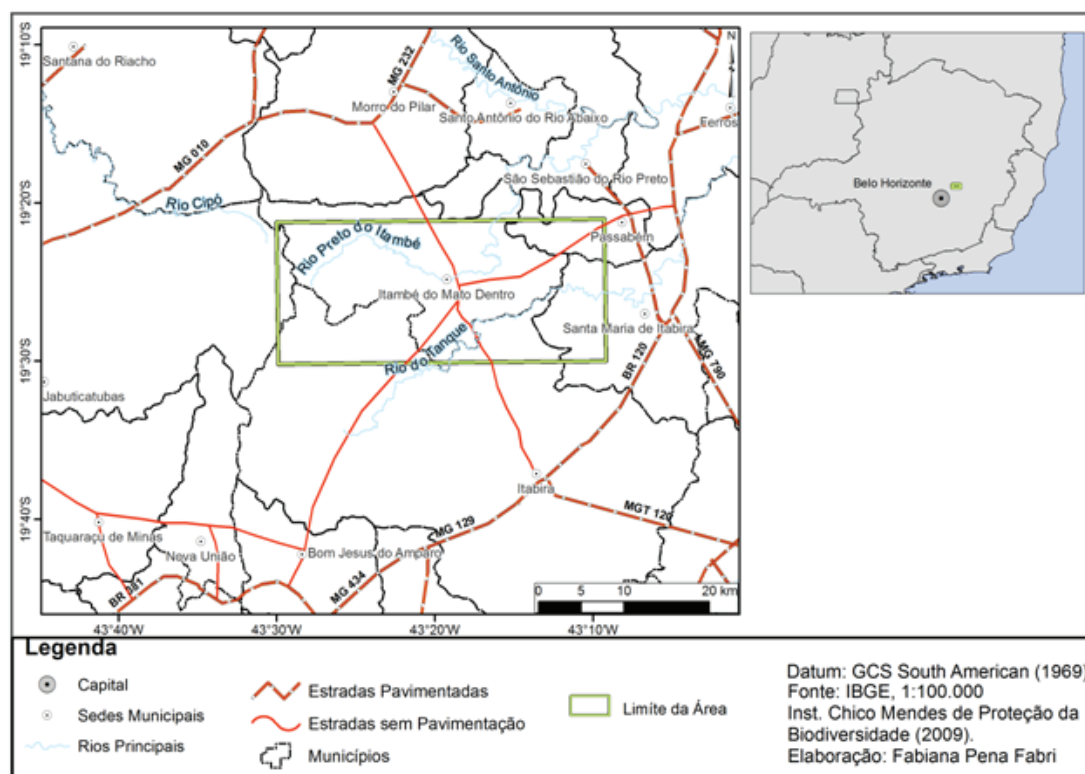 19°10'S
19°20'S
19°30'S
19°40'S
43°40'W
43°30'W
43°20'W
43°10'W
N
Santana do Riacho
MG 232
Rio Santo Antônio
Morro do Pilar
Santo Antônio do Rio Abaixo
Ferros
MG 010
São Sebastião do Rio Preto
Rio Cipó
Passabém
Rio Preto do Itambé
Itambé do Mato Dentro
Santa Maria de Itabira
Rio do Tanque
BR 120
MG 790
Jabuticatubas
Itabira
MGT 120
MG 129
Taquaraçú de Minas
Nova União
Bom Jesus do Amparo
BR 381
MG 434
0 5 10 20 km
Belo Horizonte
Legenda
Capital
Sedes Municipais
Rios Principais
Estradas Pavimentadas
Estradas sem Pavimentação
Municípios
Limíte da Área
Datum: GCS South American (1969)
Fonte: IBGE, 1:100.000
Inst. Chico Mendes de Proteção da
Biodiversidade (2009).
Elaboração: Fabiana Pena Fabri